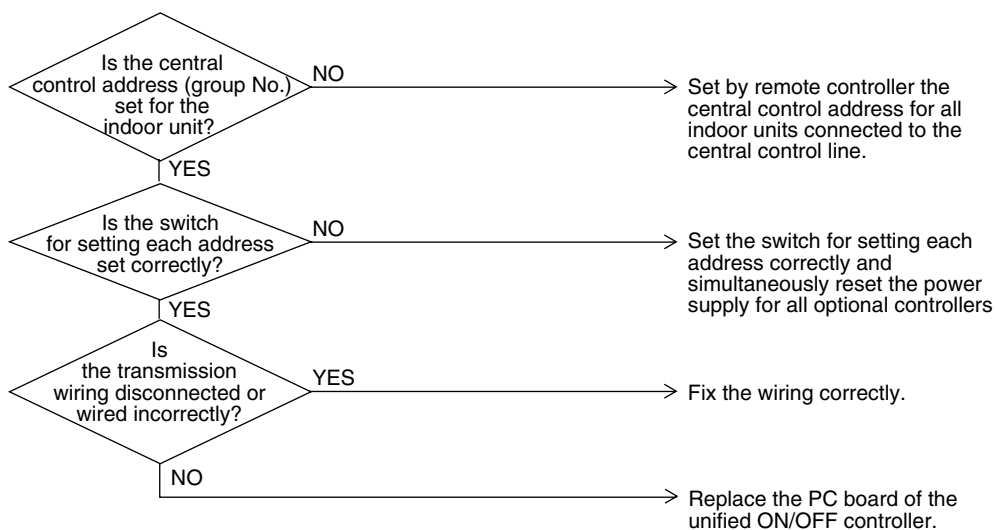 Is the central
control address (group No.)
set for the
indoor unit?
NO
Set by remote controller the
central control address for all
indoor units connected to the
central control line.
YES
Is the switch
for setting each address
set correctly?
NO
Set the switch for setting each
address correctly and
simultaneously reset the power
supply for all optional controllers
YES
Is
the transmission
wiring disconnected or
wired incorrectly?
YES
Fix the wiring correctly.
NO
Replace the PC board of the
unified ON/OFF controller.